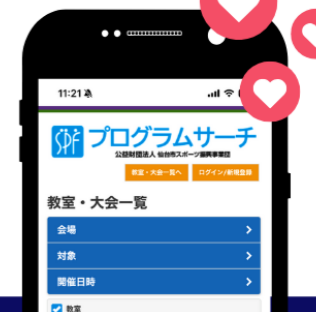 11:21
SPF プログラムサーチ
公益財団法人 仙台市スポーツ振興事業団
教室・大会一覧へ ログイン/新規登録
教室・大会一覧
会場
対象
開催日時
教室